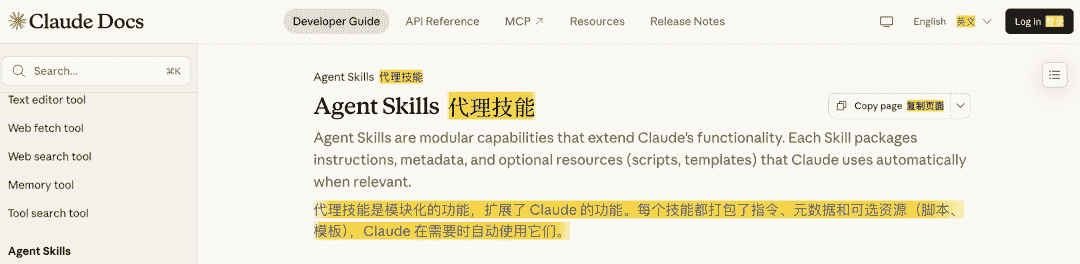 Claude Docs
Developer Guide
API Reference
MCP ↗
Resources
Release Notes
English 英文
Log in 登录
Search...
⌘K
Text editor tool
Web fetch tool
Web search tool
Memory tool
Tool search tool
Agent Skills
Agent Skills 代理技能
Agent Skills 代理技能
Copy page 复制页面
Agent Skills are modular capabilities that extend Claude's functionality. Each Skill packages
instructions, metadata, and optional resources (scripts, templates) that Claude uses automatically
when relevant.
代理技能是模块化的功能，扩展了 Claude 的功能。每个技能都打包了指令、元数据和可选资源（脚本、
模板），Claude 在需要时自动使用它们。